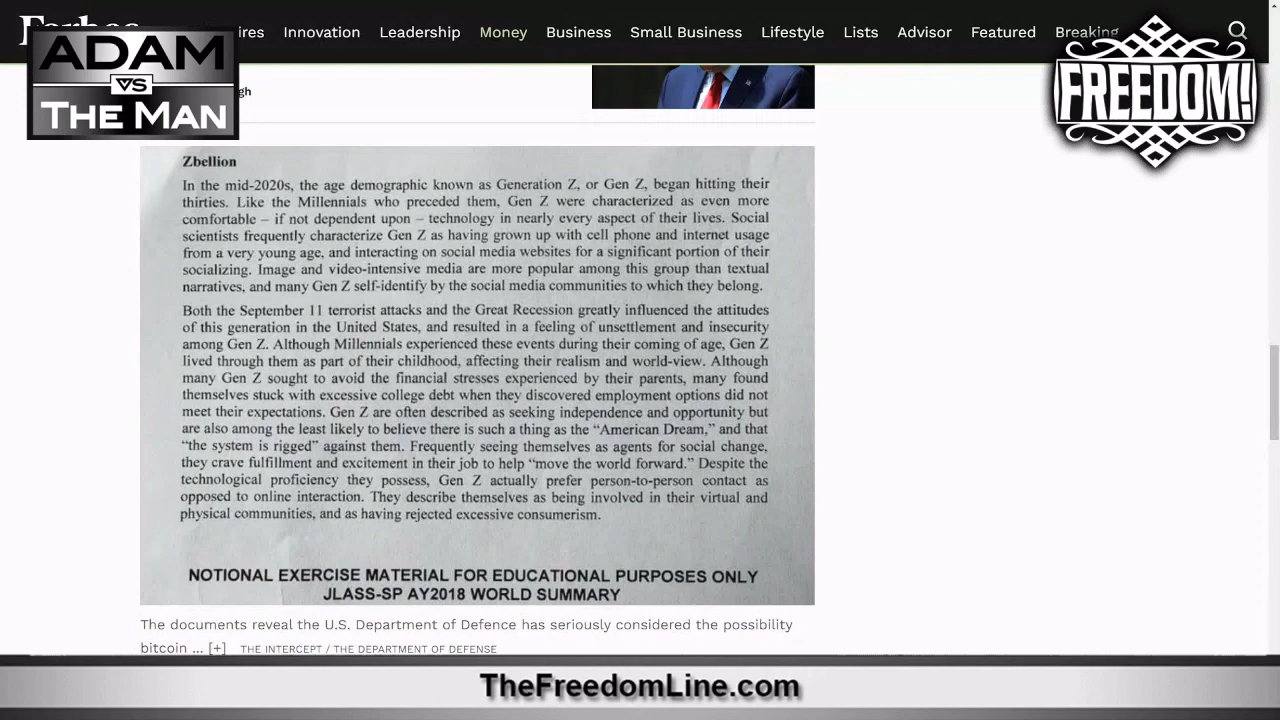 Forbes
ires Innovation Leadership Money Business Small Business Lifestyle Lists Advisor Featured Breaking
ADAM
VS
THE MAN
FREEDOM!
gh
Zbellion
In the mid-2020s, the age demographic known as Generation Z, or Gen Z, began hitting their
thirties. Like the Millennials who preceded them, Gen Z were characterized as even more
comfortable – if not dependent upon – technology in nearly every aspect of their lives. Social
scientists frequently characterize Gen Z as having grown up with cell phone and internet usage
from a very young age, and interacting on social media websites for a significant portion of their
socializing. Image and video-intensive media are more popular among this group than textual
narratives, and many Gen Z self-identify by the social media communities to which they belong.
Both the September 11 terrorist attacks and the Great Recession greatly influenced the attitudes
of this generation in the United States, and resulted in a feeling of unsettlement and insecurity
among Gen Z. Although Millennials experienced these events during their coming of age, Gen Z
lived through them as part of their childhood, affecting their realism and world-view. Although
many Gen Z sought to avoid the financial stresses experienced by their parents, many found
themselves stuck with excessive college debt when they discovered employment options did not
meet their expectations. Gen Z are often described as seeking independence and opportunity but
are also among the least likely to believe there is such a thing as the “American Dream,” and that
“the system is rigged” against them. Frequently seeing themselves as agents for social change,
they crave fulfillment and excitement in their job to help “move the world forward.” Despite the
technological proficiency they possess, Gen Z actually prefer person-to-person contact as
opposed to online interaction. They describe themselves as being involved in their virtual and
physical communities, and as having rejected excessive consumerism.
NOTIONAL EXERCISE MATERIAL FOR EDUCATIONAL PURPOSES ONLY
JLASS-SP AY2018 WORLD SUMMARY
The documents reveal the U.S. Department of Defence has seriously considered the possibility
bitcoin ... [+] THE INTERCEPT / THE DEPARTMENT OF DEFENSE
TheFreedomLine.com